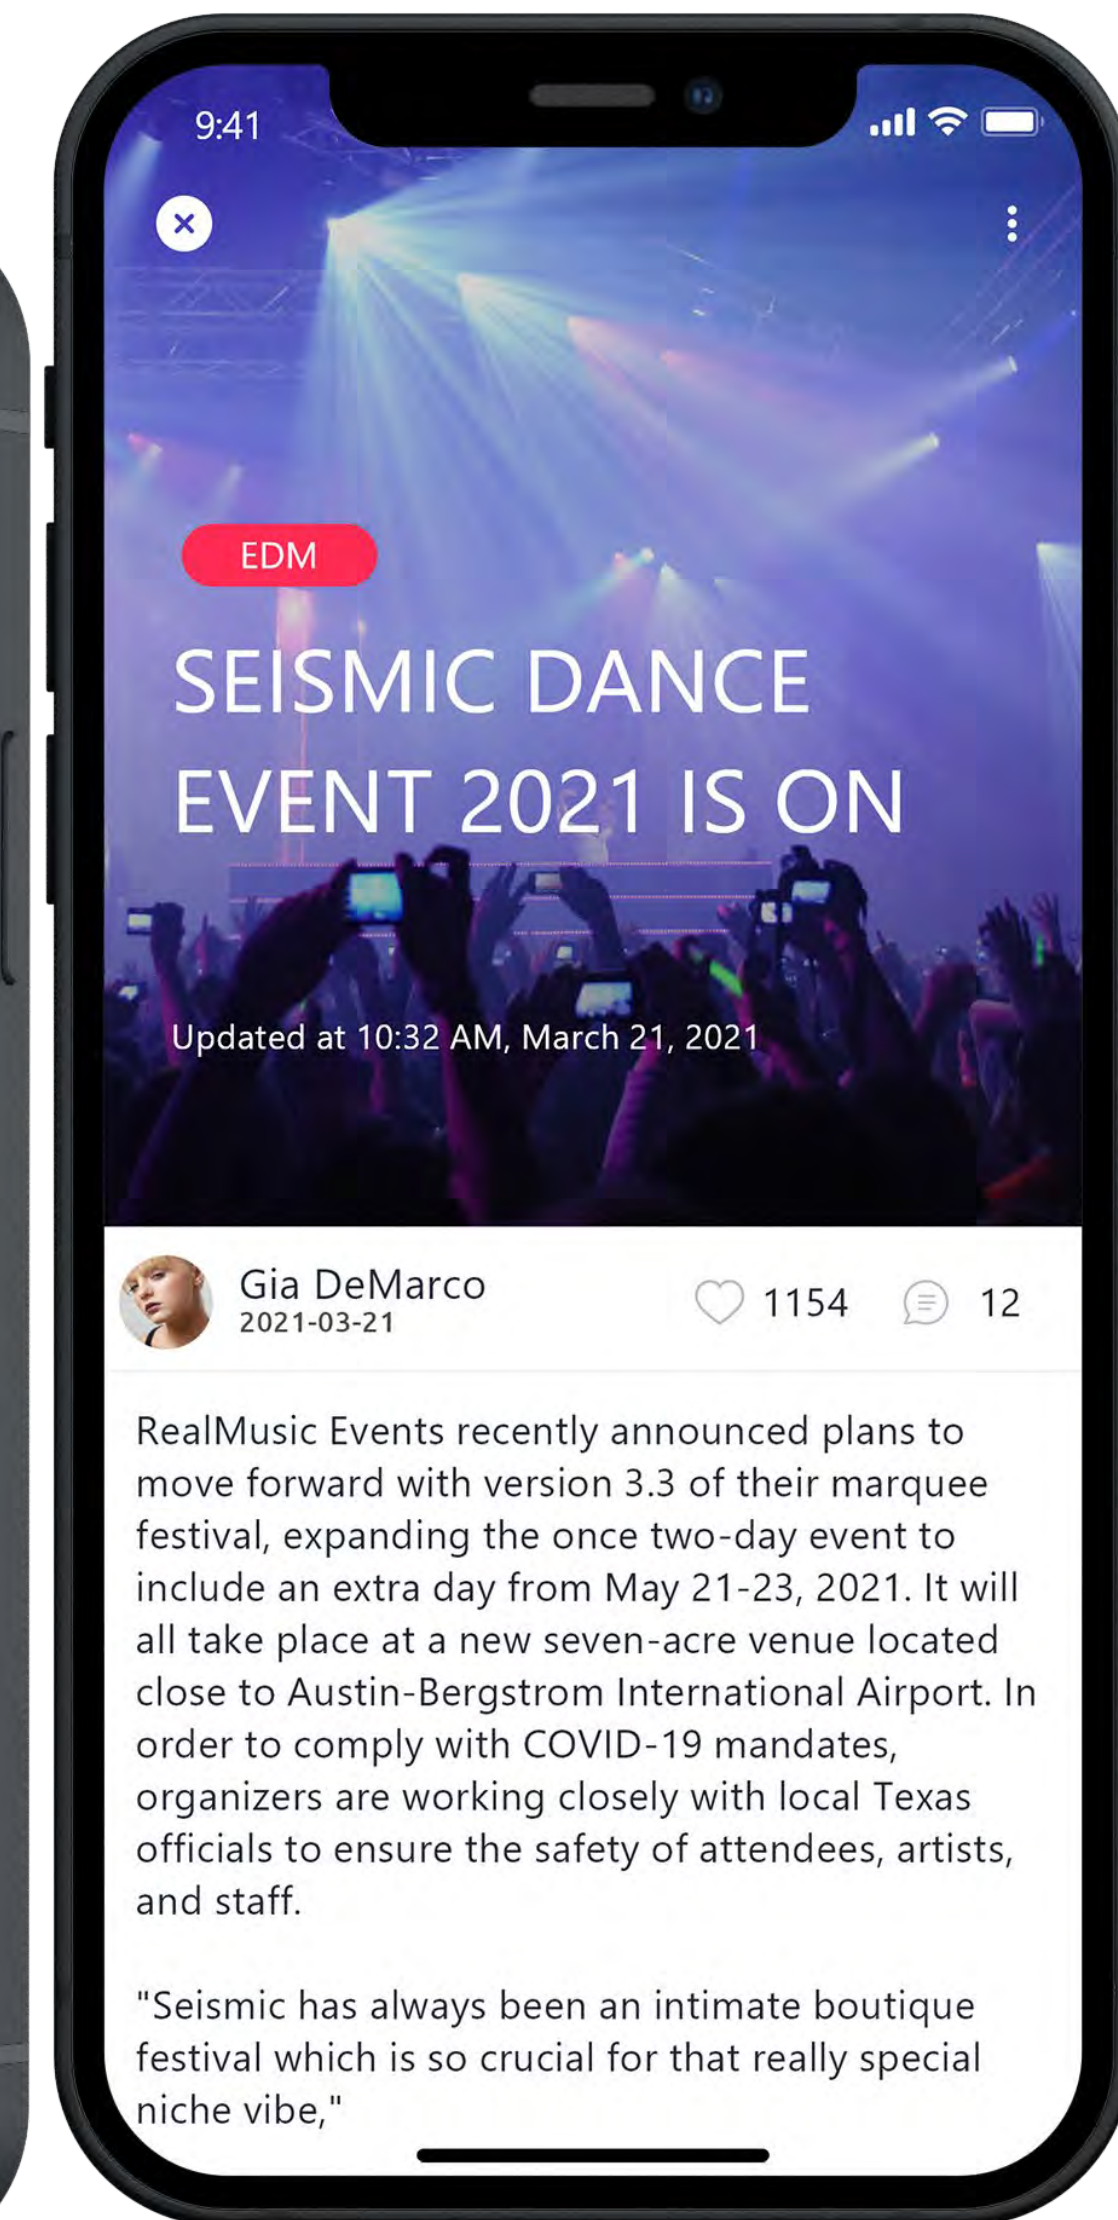 9:41
EDM
SEISMIC DANCE
EVENT 2021 IS ON
Updated at 10:32 AM, March 21, 2021
Gia DeMarco
2021-03-21
1154
12
RealMusic Events recently announced plans to
move forward with version 3.3 of their marquee
festival, expanding the once two-day event to
include an extra day from May 21-23, 2021. It will
all take place at a new seven-acre venue located
close to Austin-Bergstrom International Airport. In
order to comply with COVID-19 mandates,
organizers are working closely with local Texas
officials to ensure the safety of attendees, artists,
and staff.
"Seismic has always been an intimate boutique
festival which is so crucial for that really special
niche vibe,"